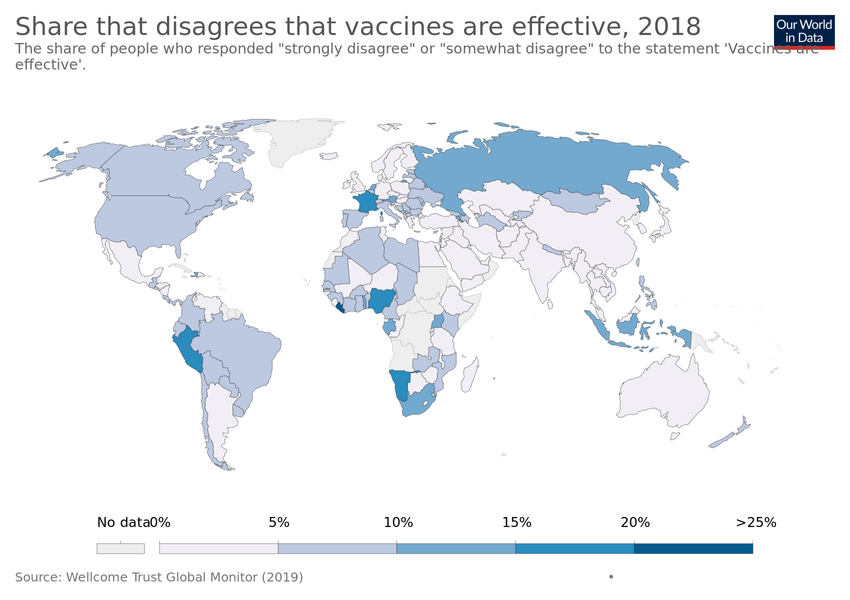 Share that disagrees that vaccines are effective, 2018
Our World
in Data
The share of people who responded "strongly disagree" or "somewhat disagree" to the statement 'Vaccines are
effective'.
No data 0% 5% 10% 15% 20% >25%
Source: Wellcome Trust Global Monitor (2019)